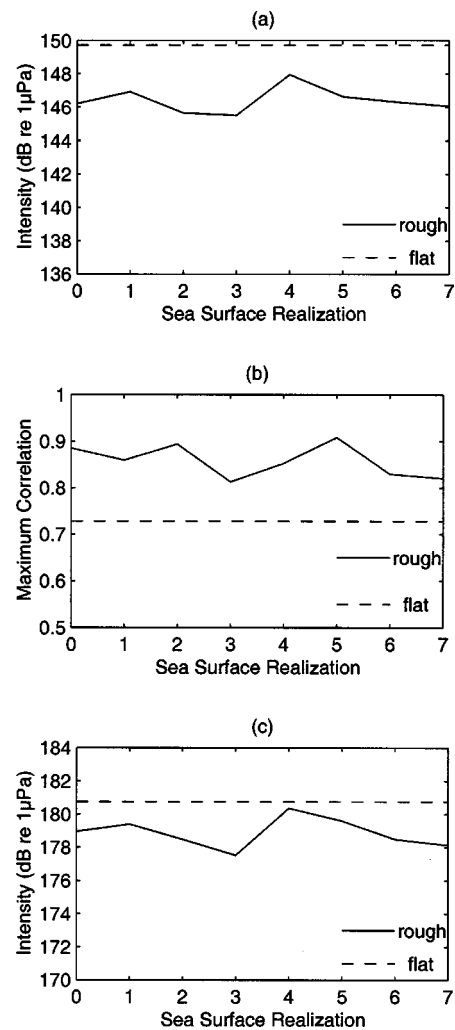 (a)
150
148
146
144
142
140
138
136
Intensity (dB re 1μPa)
rough
flat
0 1 2 3 4 5 6 7
Sea Surface Realization
(b)
1
0.9
0.8
0.7
0.6
0.5
Maximum Correlation
rough
flat
0 1 2 3 4 5 6 7
Sea Surface Realization
(c)
184
182
180
178
176
174
172
170
Intensity (dB re 1μPa)
rough
flat
0 1 2 3 4 5 6 7
Sea Surface Realization